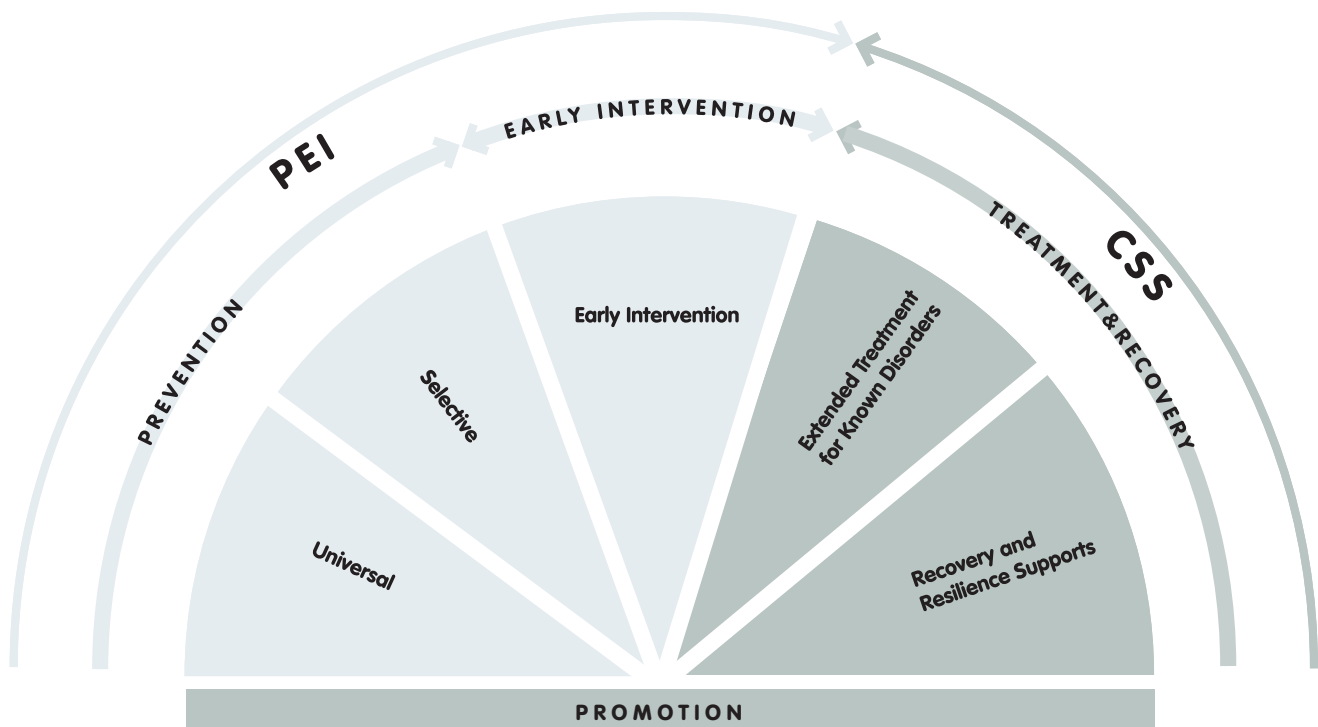 PEI
CSS
PREVENTION
EARLY INTERVENTION
TREATMENT&RECOVERY
Universal
Selective
Early Intervention
Extended Treatment
for Known Disorders
Recovery and
Resilience Supports
PROMOTION